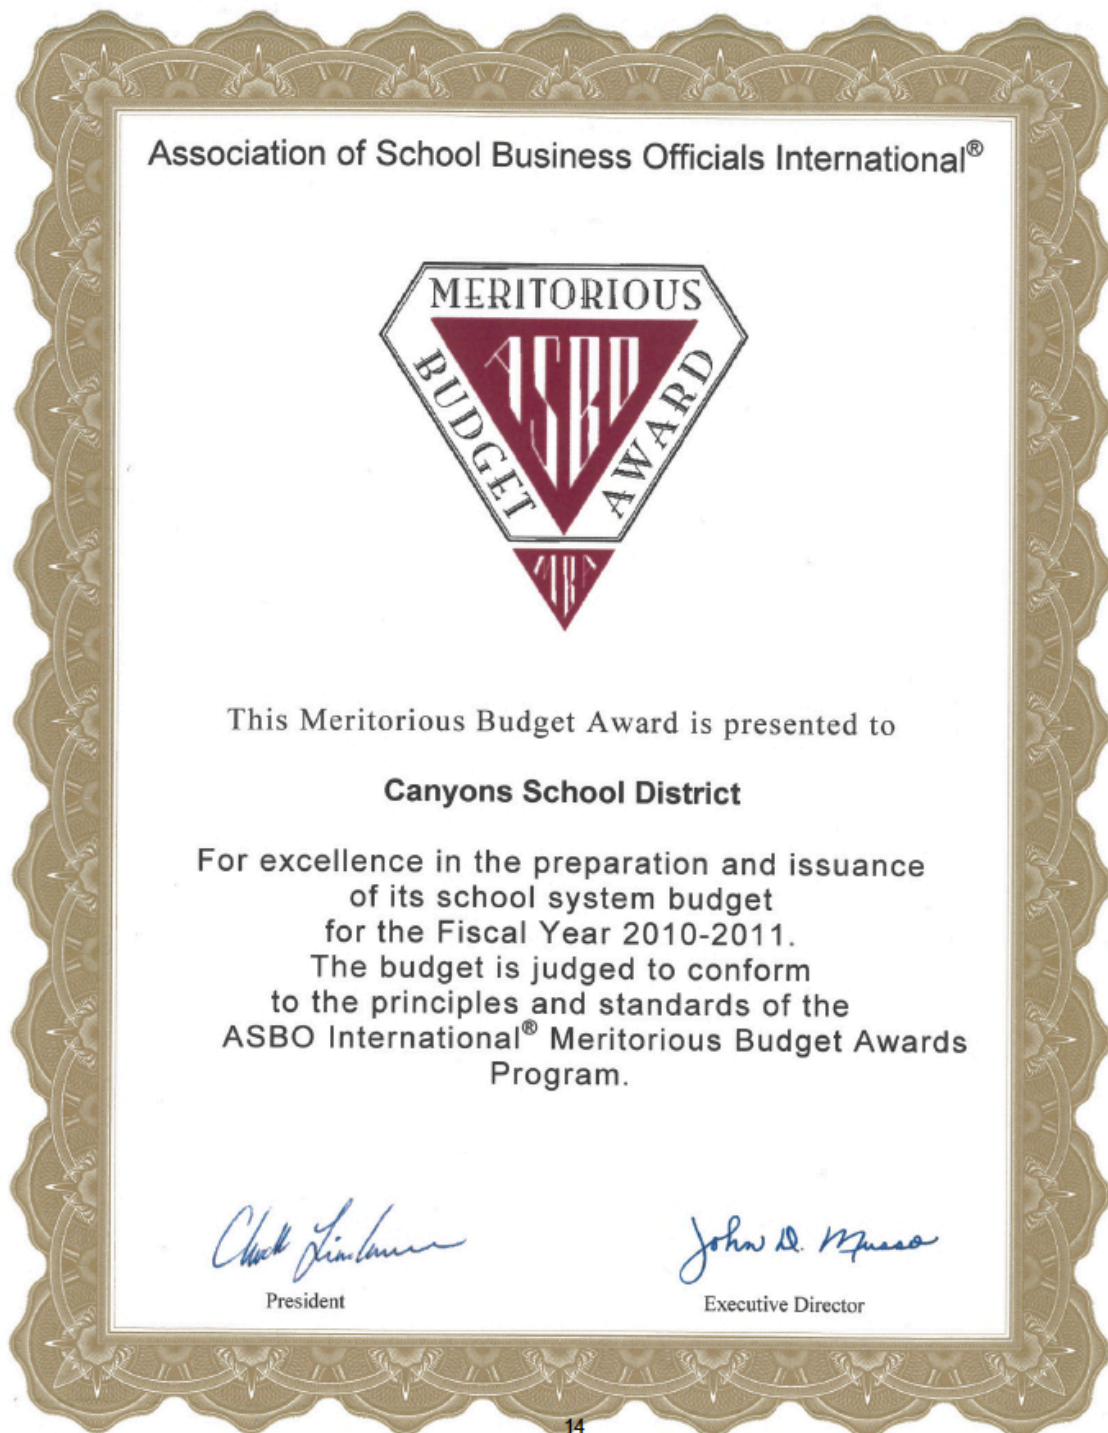 Association of School Business Officials International®
MERITORIOUS
BUDGET
AWARD
ASBO
MBA
This Meritorious Budget Award is presented to
Canyons School District
For excellence in the preparation and issuance
of its school system budget
for the Fiscal Year 2010-2011.
The budget is judged to conform
to the principles and standards of the
ASBO International® Meritorious Budget Awards
Program.
John D. Musso
President
Executive Director
14